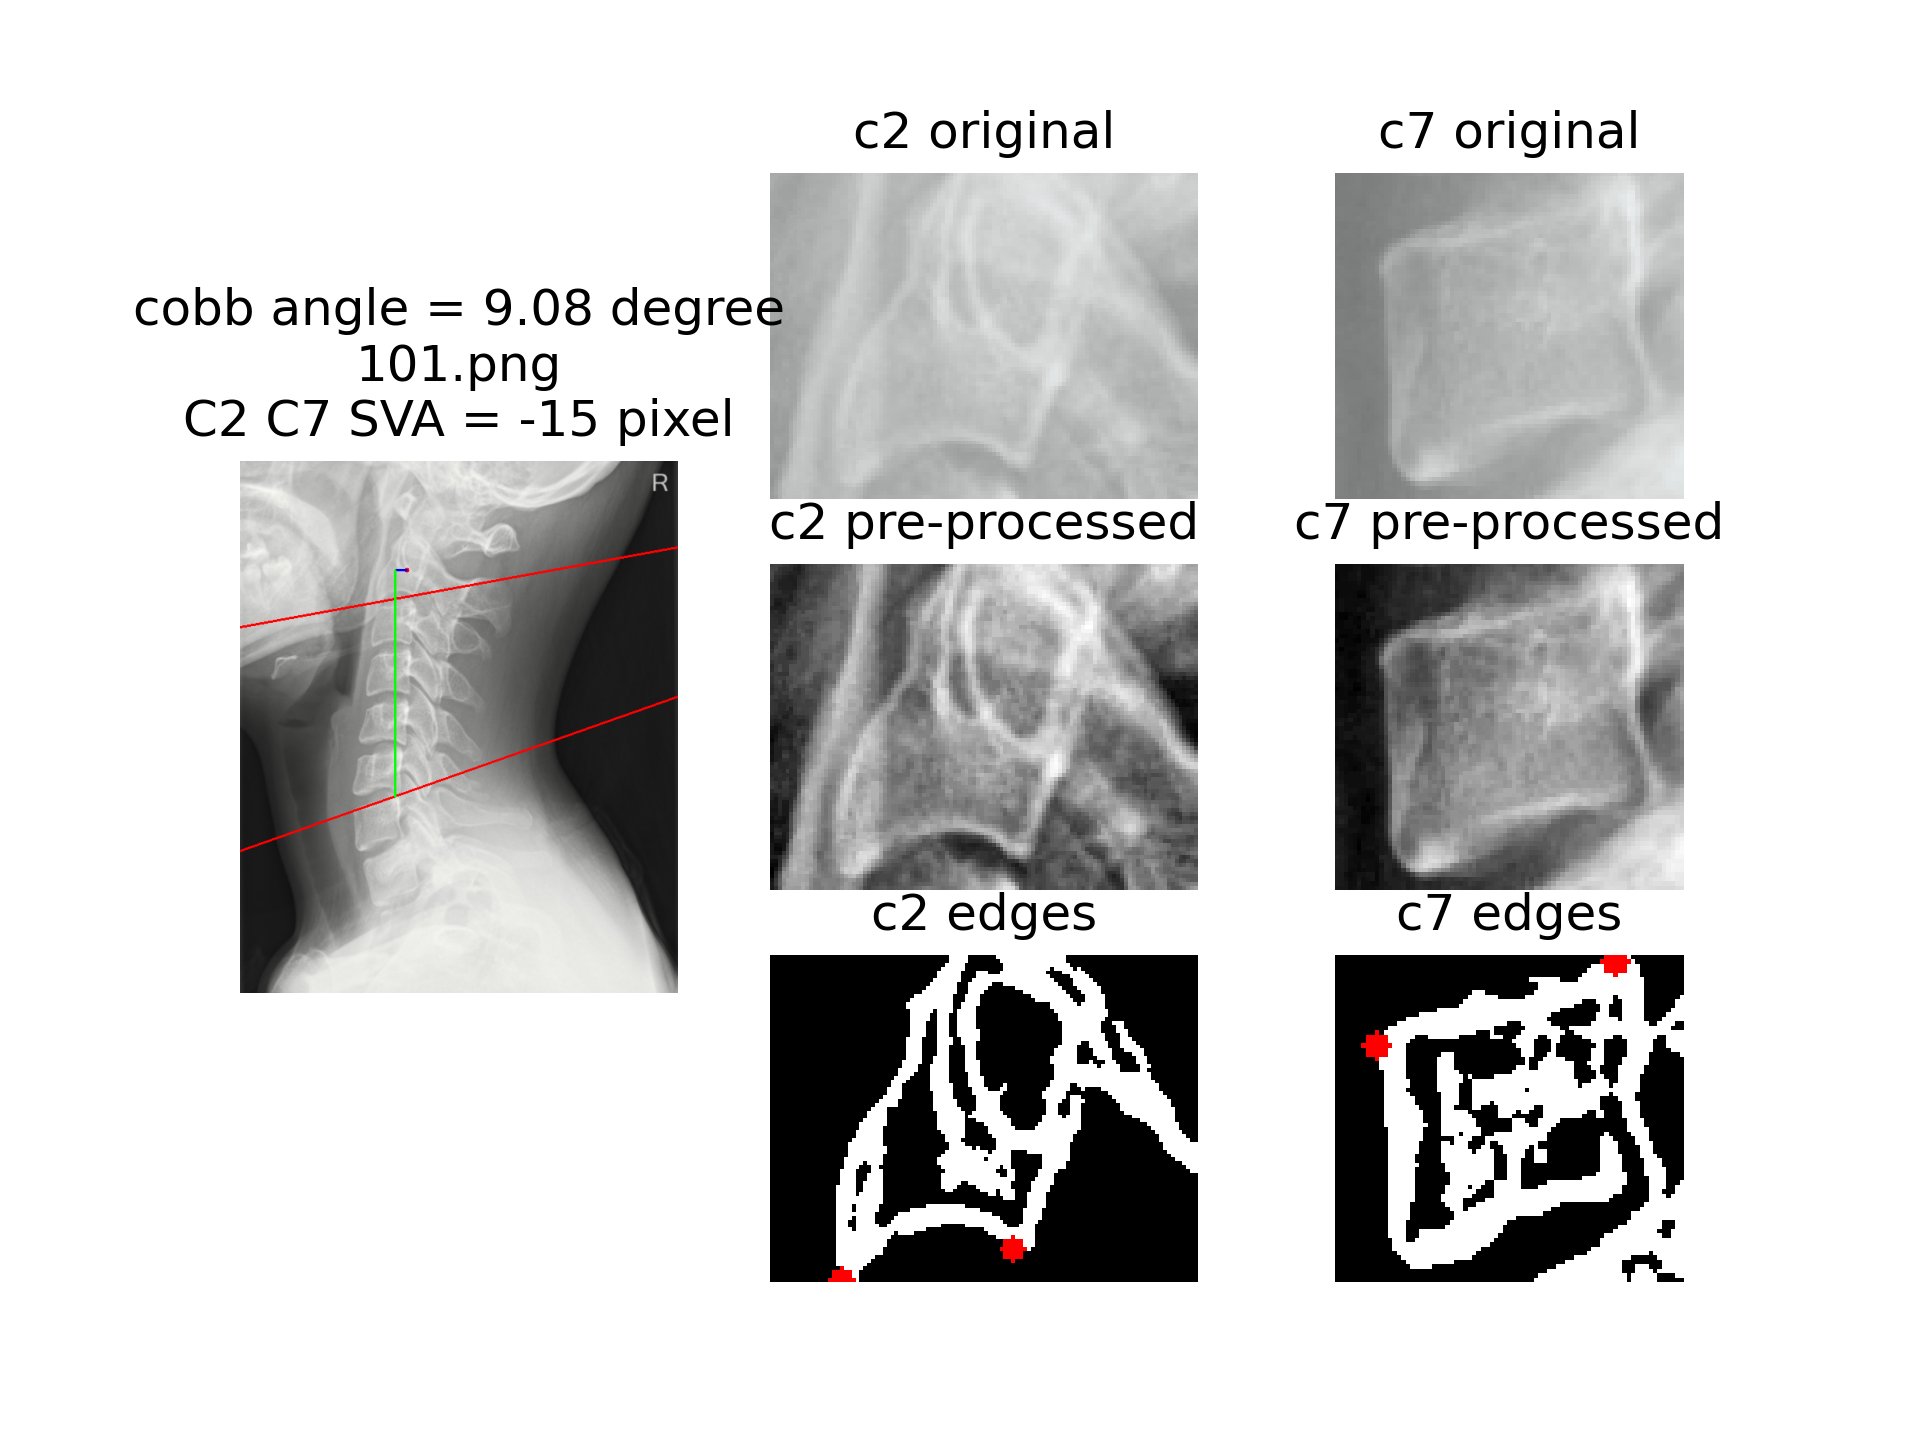 cobb angle = 9.08 degree
101.png
C2 C7 SVA = -15 pixel
R
c2 original
c7 original
c2 pre-processed
c7 pre-processed
c2 edges
c7 edges